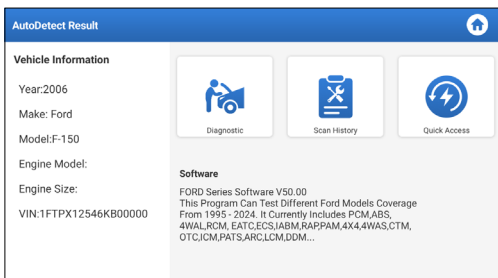 AutoDetect Result
Vehicle Information
Year:2006
Make: Ford
Model:F-150
Engine Model:
Engine Size:
VIN:1FTPX12546KB00000
Diagnostic
Scan History
Quick Access
Software
FORD Series Software V50.00
This Program Can Test Different Ford Models Coverage
From 1995 - 2024. It Currently Includes PCM,ABS,
4WAL,RCM, EATC,ECS,IABM,RAP,PAM,4X4,4WAS,CTM,
OTC,ICM,PATS,ARC,LCM,DDM...